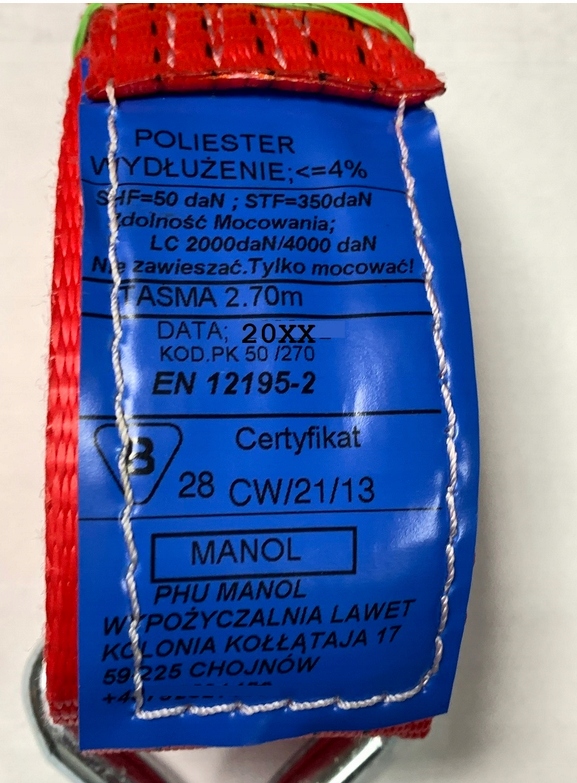 POLIESTER
WYDŁUŻENIE;<=4%
SHF=50 daN ; STF=350daN
Zdolność Mocowania;
LC 2000daN/4000 daN
Nie zawieszać.Tylko mocować!
TASMA 2.70m
DATA; 20XX
KOD.PK 50 /270
EN 12195-2
B
Certyfikat
28 CW/21/13
MANOL
PHU MANOL
WYPOŻYCZALNIA LAWET
KOLONIA KOŁŁĄTAJA 17
59-225 CHOJNÓW